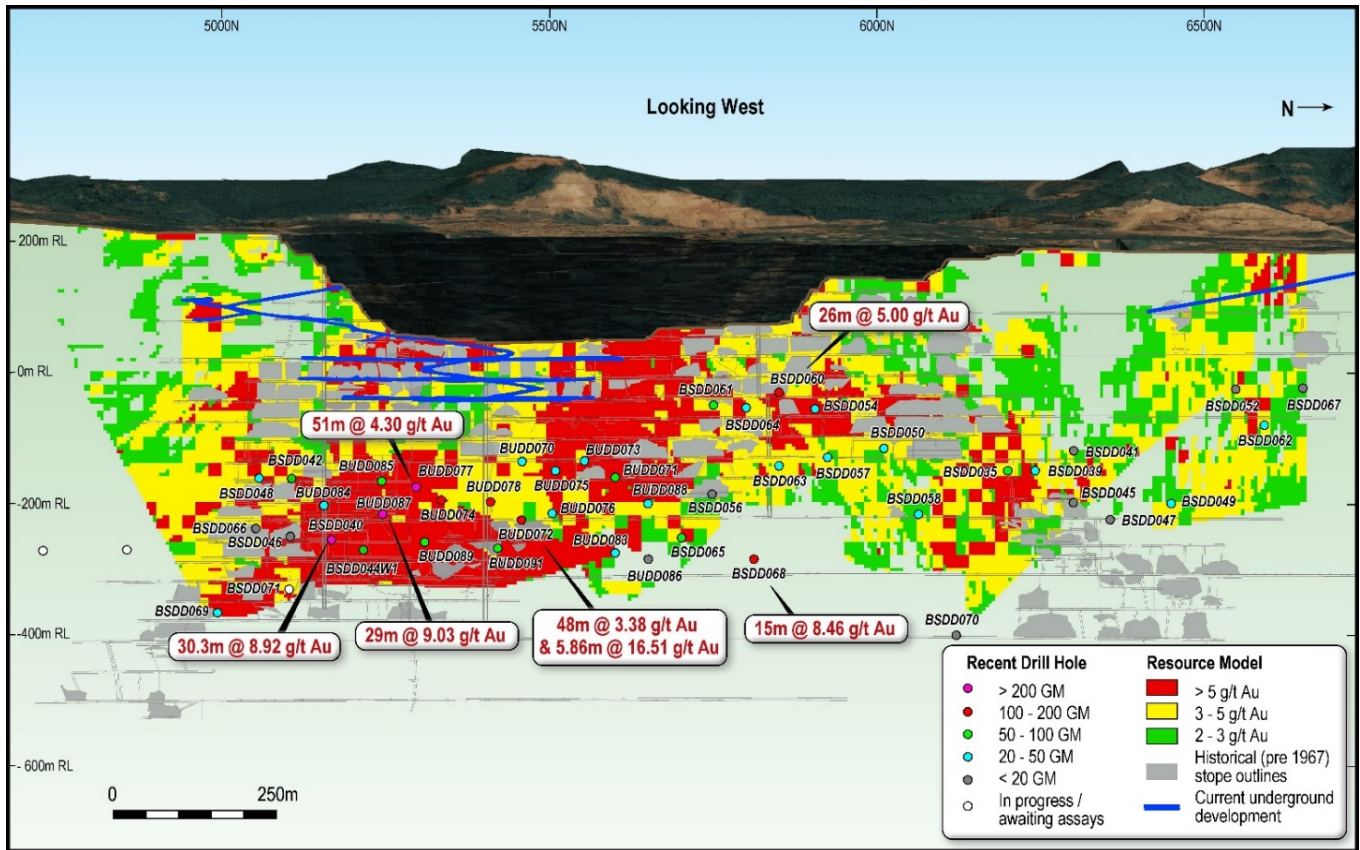 5000N
5500N
6000N
6500N
Looking West
N
200m RL
0m RL
-200m RL
-400m RL
-600m RL
26m @ 5.00 g/t Au
51m @ 4.30 g/t Au
BSDD060
BSDD061
BSDD054
BSDD064
BSDD052
BSDD067
BSDD062
BSDD050
BUDD070
BUDD073
BSDD042
BUDD085
BUDD077
BUDD071
BSDD057
BSDD035
BSDD039
BSDD041
BSDD048
BUDD084
BUDD087
BUDD078
BUDD075
BUDD088
BSDD063
BSDD045
BSDD049
BSDD040
BUDD074
BUDD076
BSDD056
BSDD058
BSDD047
BSDD066
BSDD046
BUDD072
BUDD083
BSDD065
BUDD089
BUDD091
BSDD044W1
BUDD086
BSDD068
BSDD071
BSDD069
BSDD070
30.3m @ 8.92 g/t Au
29m @ 9.03 g/t Au
48m @ 3.38 g/t Au
& 5.86m @ 16.51 g/t Au
15m @ 8.46 g/t Au
0
250m
Recent Drill Hole
> 200 GM
100 - 200 GM
50 - 100 GM
20 - 50 GM
< 20 GM
In progress /
awaiting assays
Resource Model
> 5 g/t Au
3 - 5 g/t Au
2 - 3 g/t Au
Historical (pre 1967)
stope outlines
Current underground
development